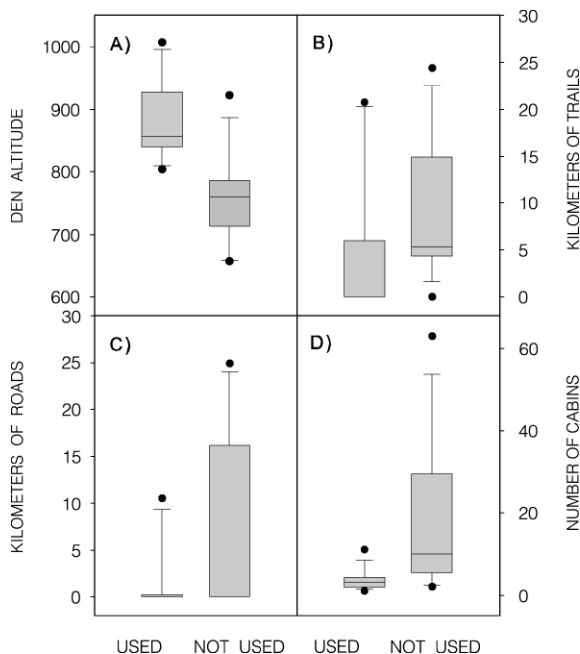 A)
B)
DEN ALTITUDE
1000
900
800
700
600
KILOMETERS OF TRAILS
30
25
20
15
10
5
0
C)
D)
KILOMETERS OF ROADS
30
25
20
15
10
5
0
NUMBER OF CABINS
60
40
20
0
USED NOT USED USED NOT USED